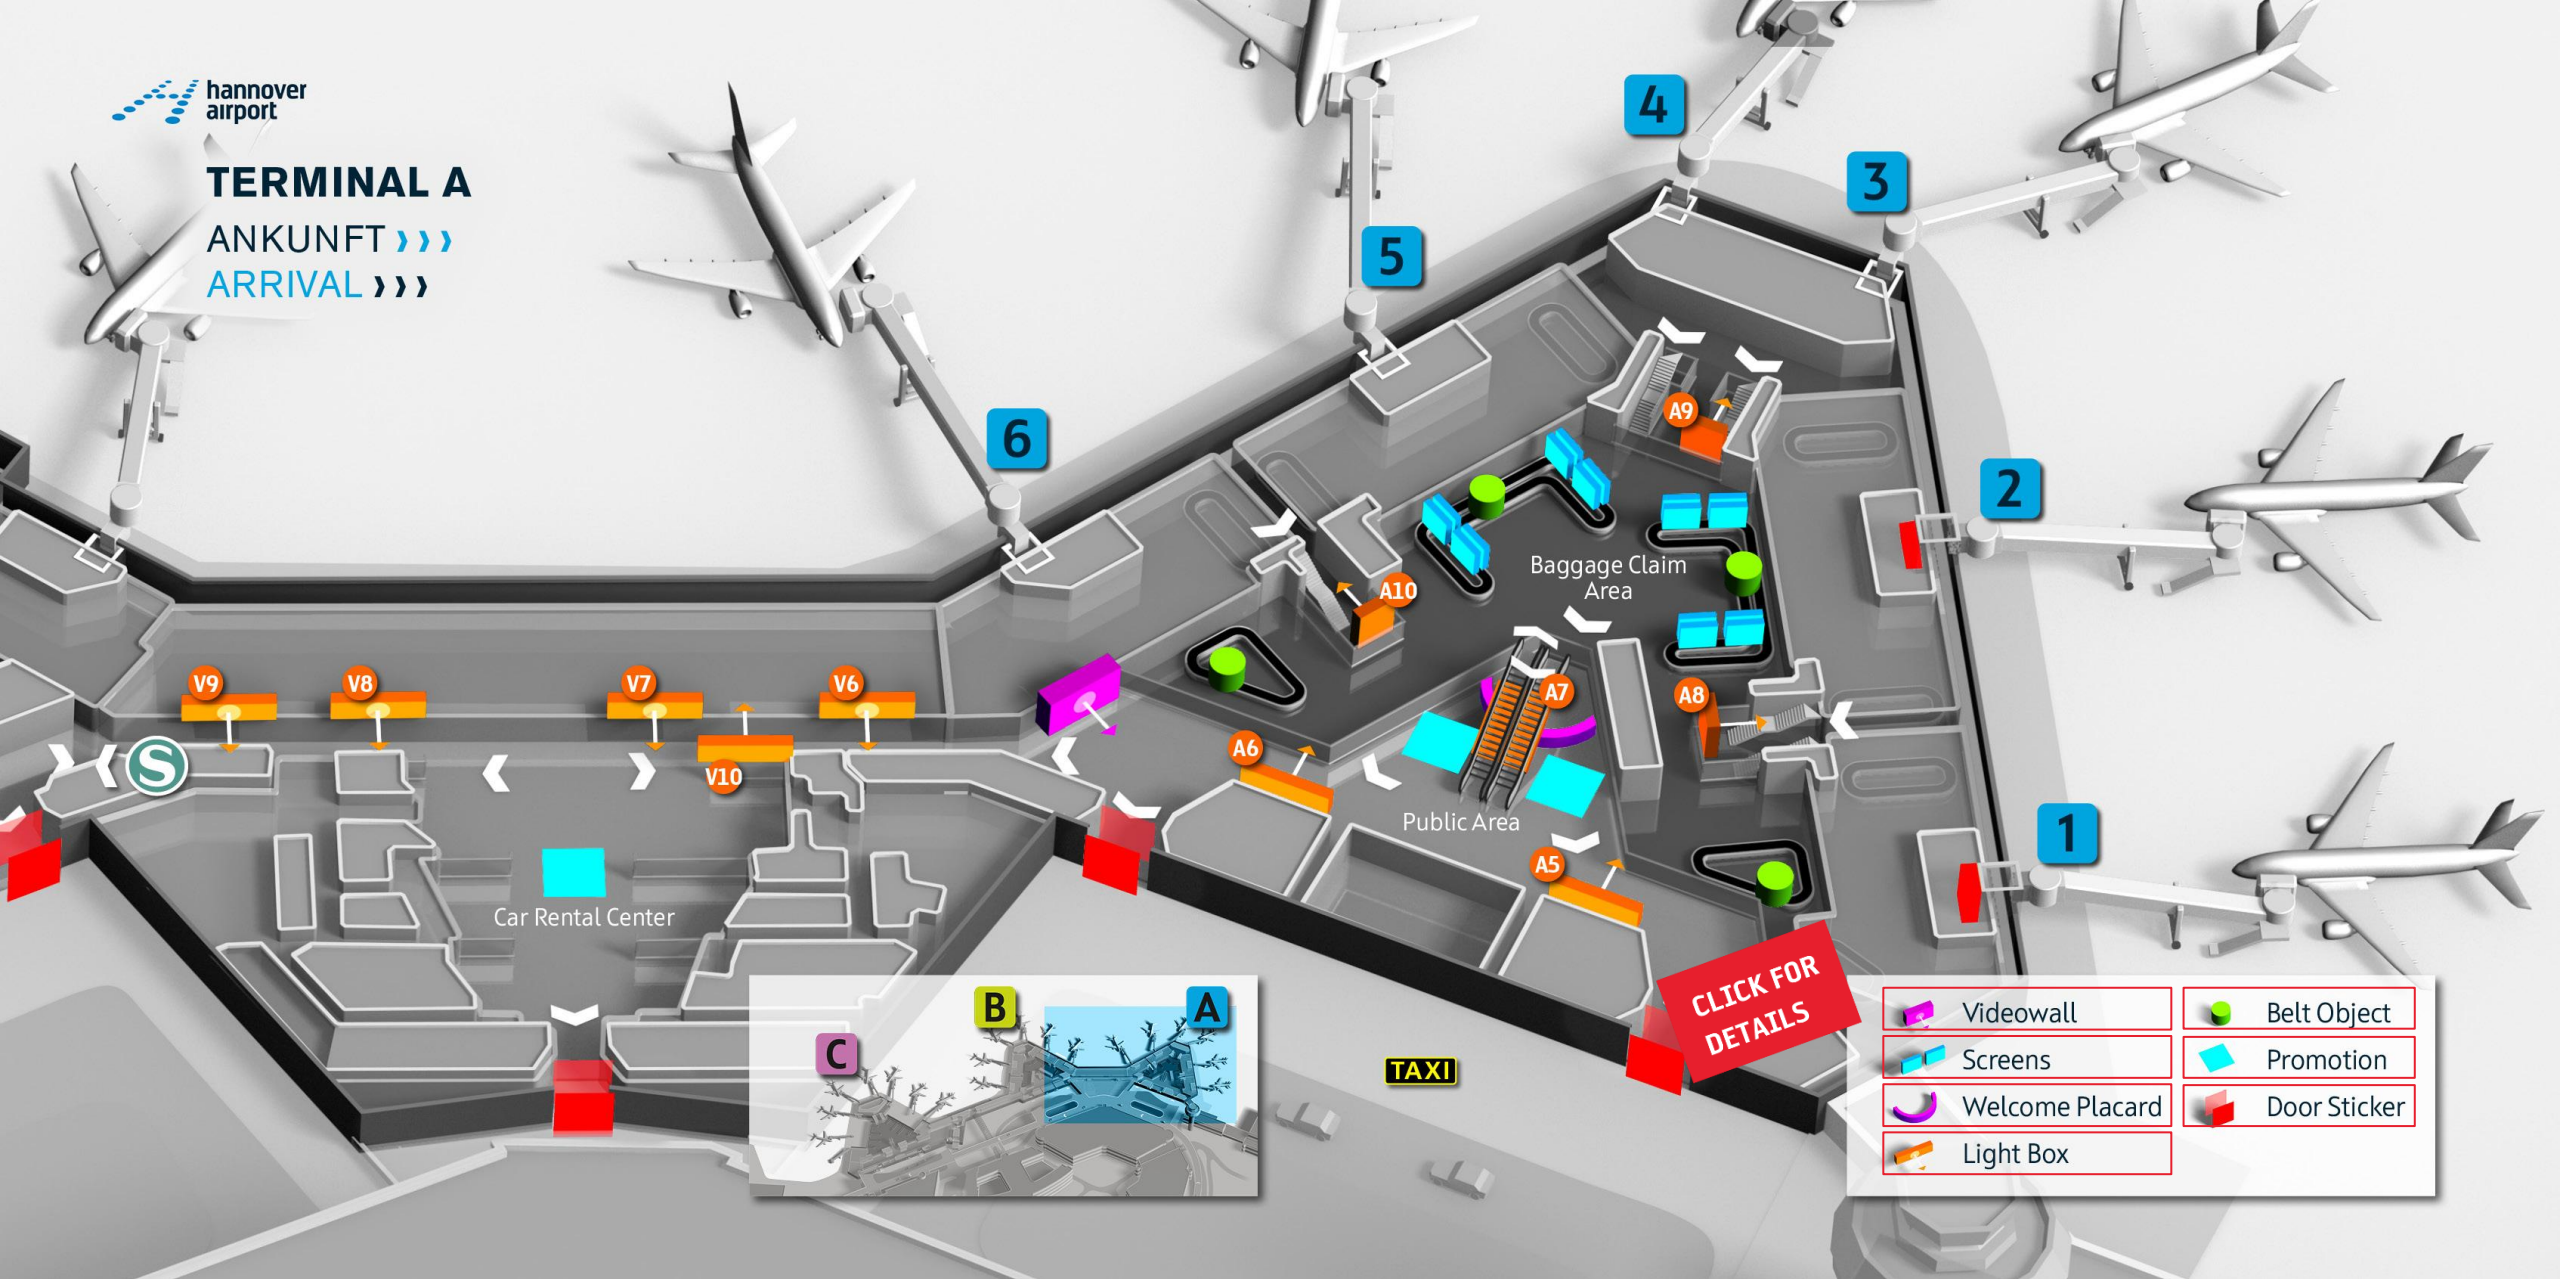 hannover
airport
TERMINAL A
ANKUNFT
ARRIVAL
4
3
5
6
2
1
A9
A10
Baggage Claim
Area
V9
V8
V7
V6
A7
A8
A6
V10
S
Public Area
A5
Car Rental Center
CLICK FOR
DETAILS
B
A
C
TAXI
Videowall
Screens
Welcome Placard
Light Box
Belt Object
Promotion
Door Sticker